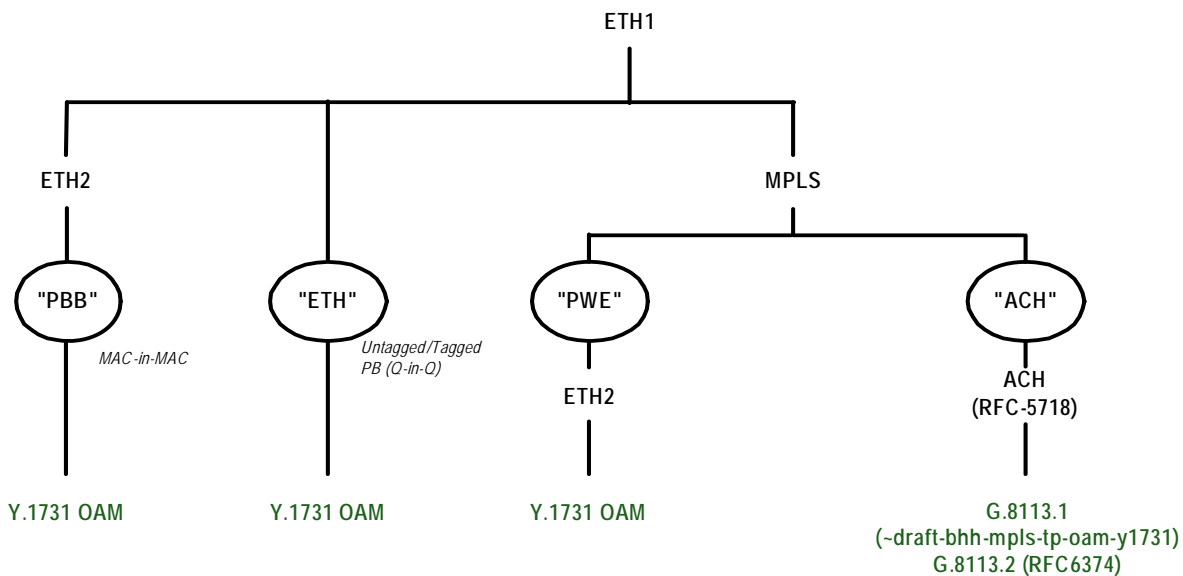 ETH1
ETH2
MPLS
"PBB"
"ETH"
"PWE"
"ACH"
MAC-in-MAC
Untagged/Tagged
PB (Q-in-Q)
ETH2
ACH
(RFC-5718)
Y.1731 OAM
Y.1731 OAM
Y.1731 OAM
G.8113.1
(~draft-bhh-mpls-tp-oam-y1731)
G.8113.2 (RFC6374)